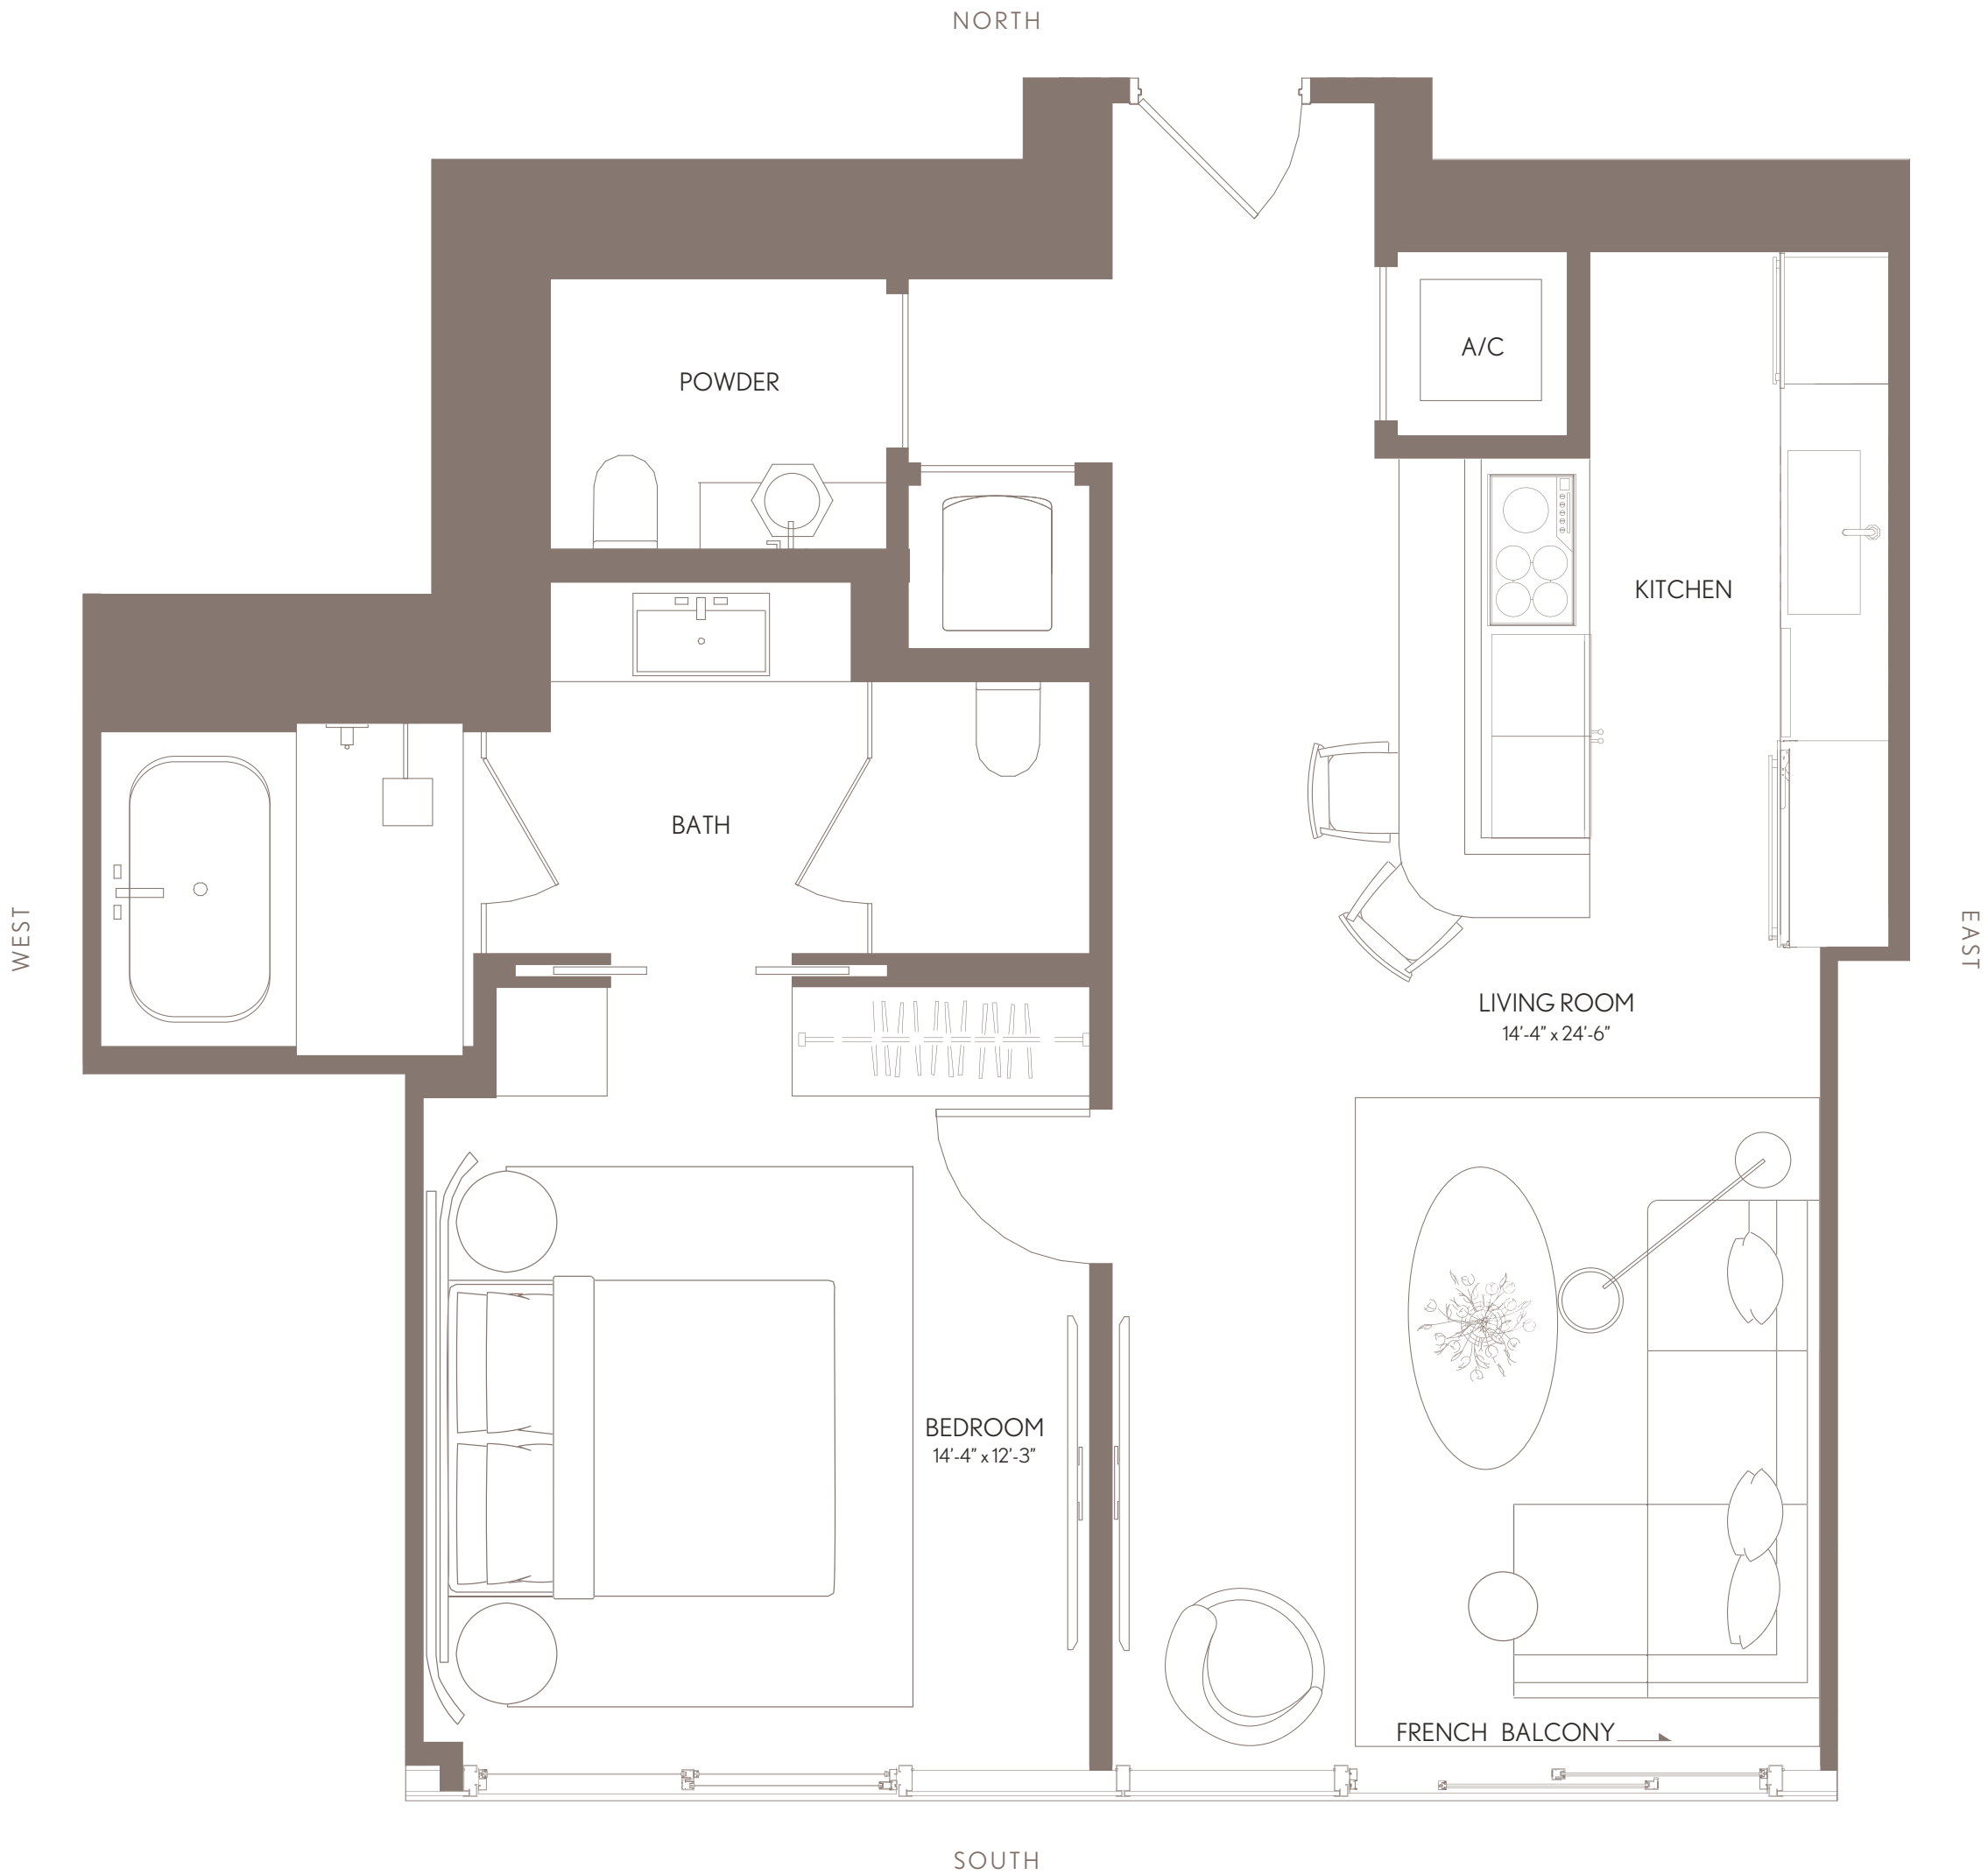 NORTH
A/C
POWDER
KITCHEN
BATH
WEST
EAST
LIVING ROOM
14'-4" x 24'-6"
BEDROOM
14'-4" x 12'-3"
FRENCH BALCONY
SOUTH